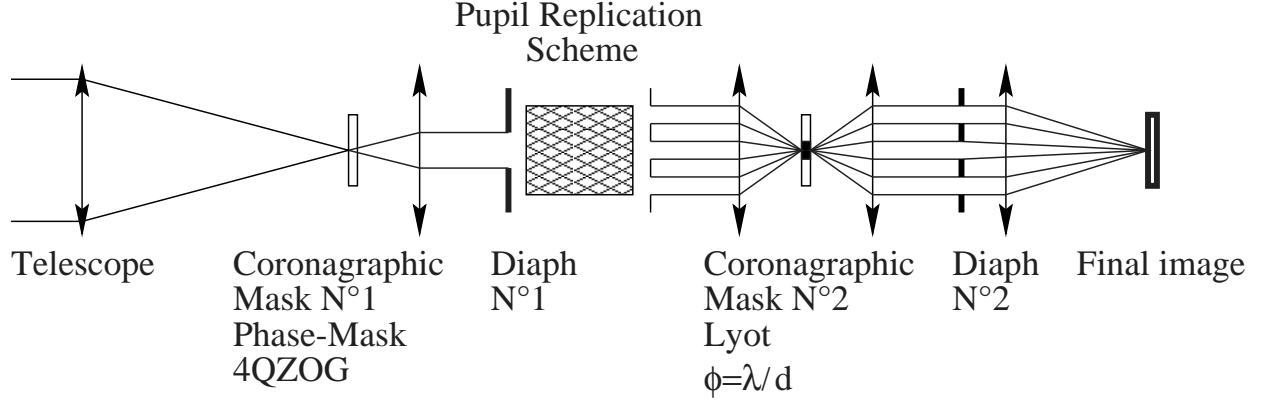 Pupil Replication
Scheme
Telescope
Coronagraphic
Mask N°1
Phase-Mask
4QZOG
Diaph
N°1
Coronagraphic
Mask N°2
Lyot
ϕ=λ/d
Diaph
N°2
Final image